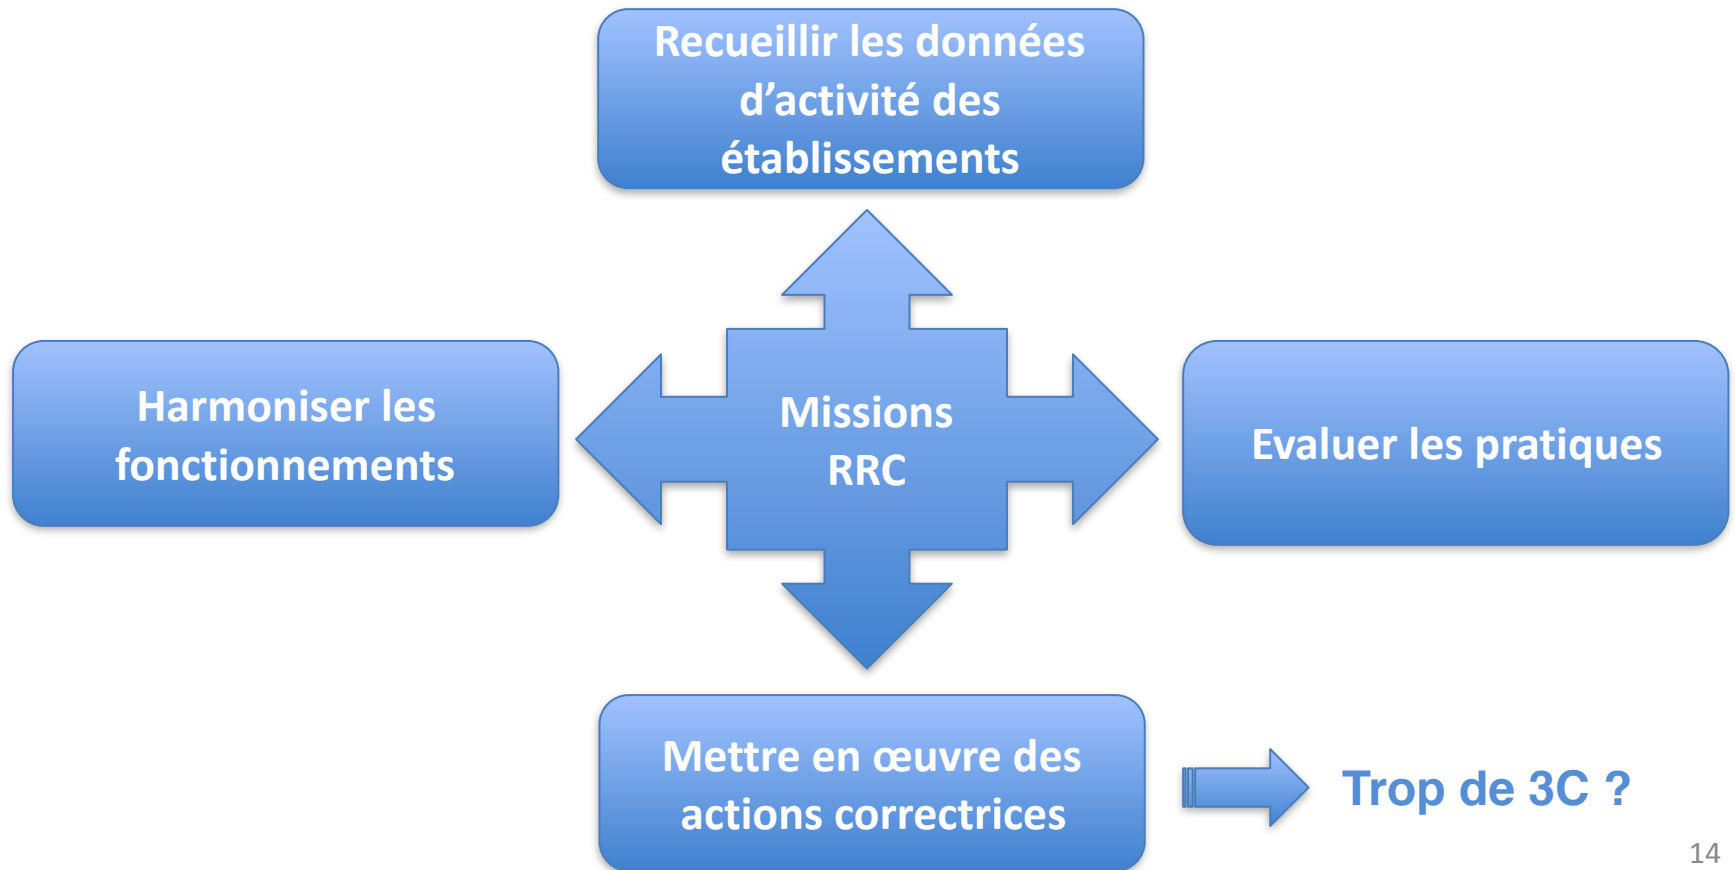 Recueillir les données
d’activité des
établissements
Harmoniser les
fonctionnements
Missions
RRC
Evaluer les pratiques
Mettre en œuvre des
actions correctrices
Trop de 3C ?
14